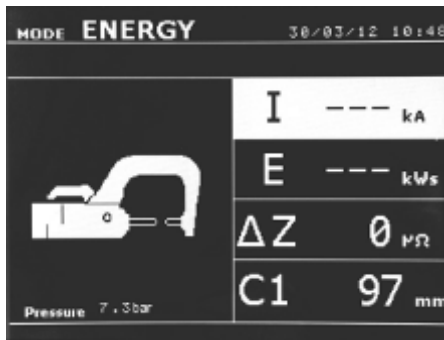 MODE ENERGY 30/03/12 10:48
I --- kA
E --- kWs
ΔZ 0 µΩ
C1 97 mm
Pressure 7.3bar